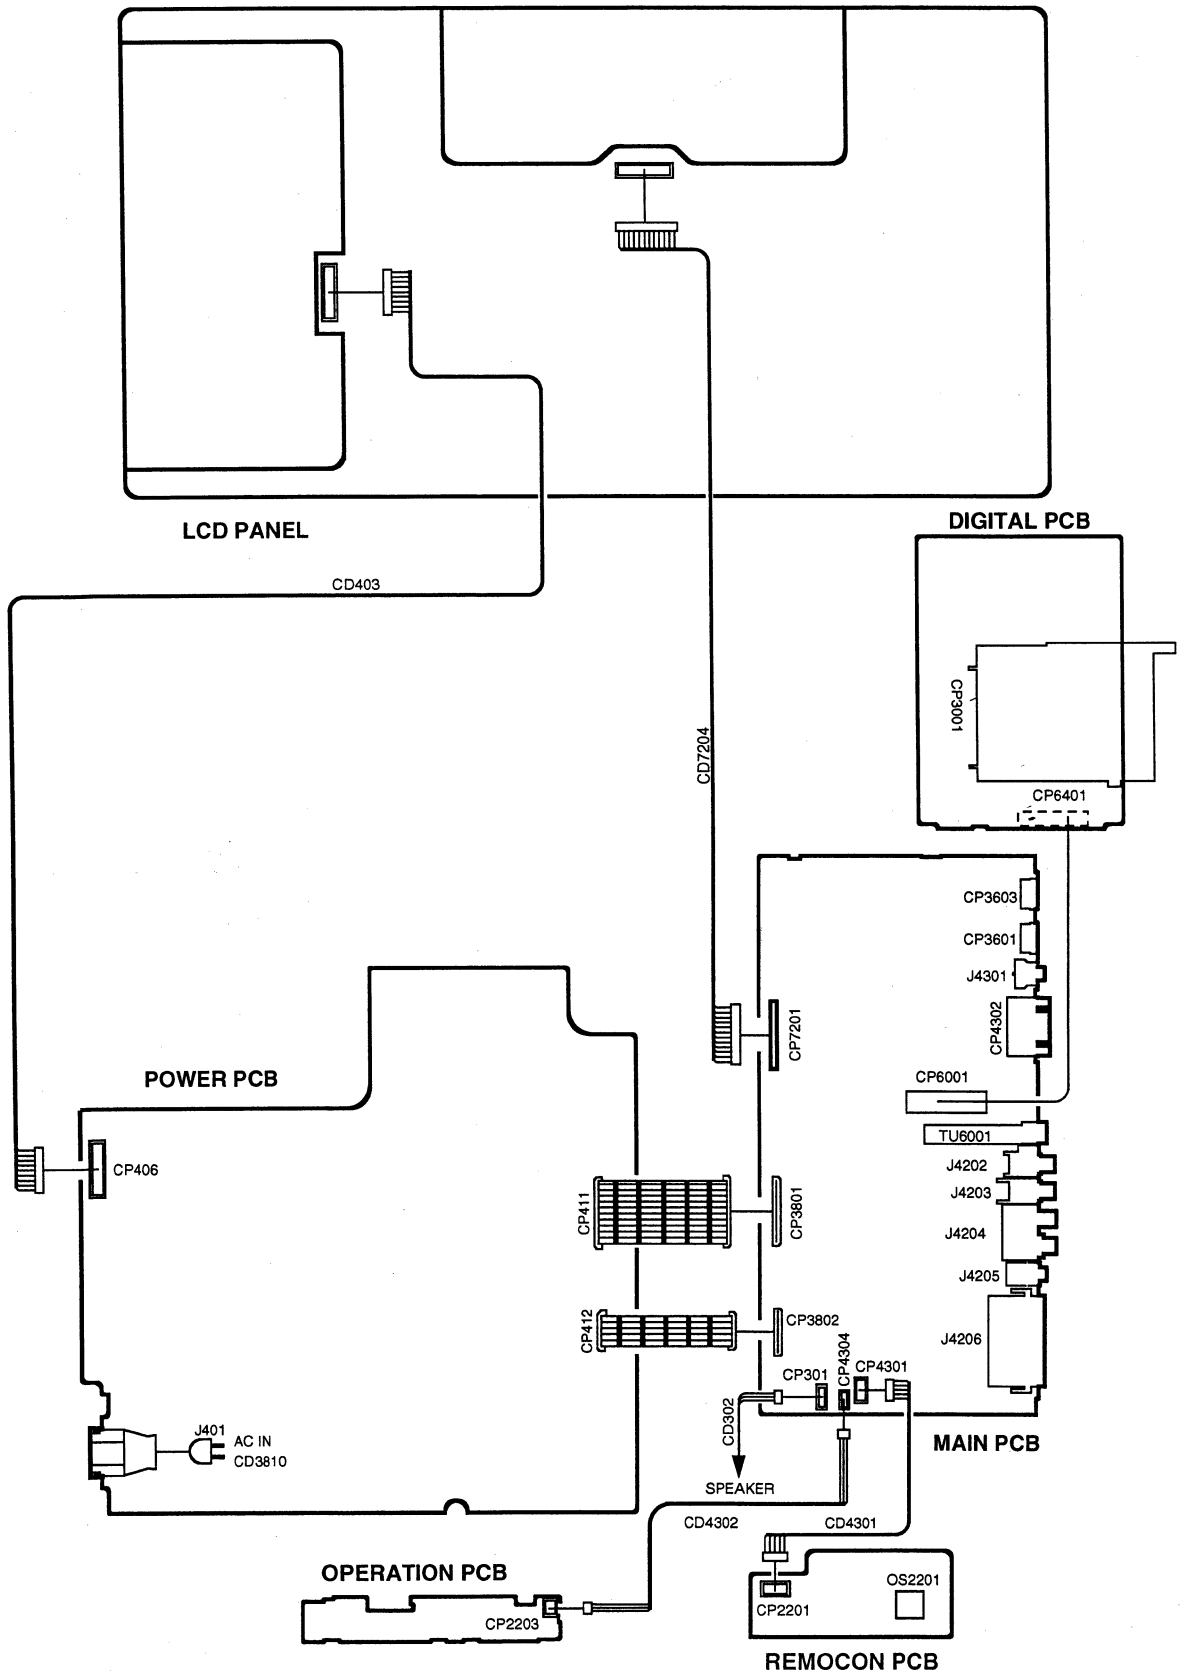 LCD PANEL
DIGITAL PCB
CD403
CP3001
CD7204
CP6401
CP3603
CP3601
J4301
CP4302
CP7201
POWER PCB
CP6001
TU6001
CP406
J4202
J4203
CP411
CP3801
J4204
J4205
CP412
CP3802
J4206
CP4304
CP301
CP4301
CD302
J401
AC IN
CD3810
MAIN PCB
SPEAKER
CD4302
CD4301
OPERATION PCB
CP2203
OS2201
CP2201
REMOCON PCB